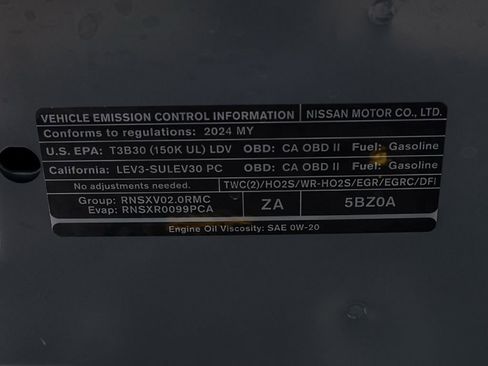 VEHICLE EMISSION CONTROL INFORMATION NISSAN MOTOR CO., LTD.
Conforms to regulations: 2024 MY
U.S. EPA: T3B30 (150K UL) LDV OBD: CA OBD II Fuel: Gasoline
California: LEV3-SULEV30 PC OBD: CA OBD II Fuel: Gasoline
No adjustments needed. TWC(2)/HO2S/WR-HO2S/EGR/EGRC/DFI
Group: RNSXV02.0RMC
Evap: RNSXR0099PCA ZA 5BZ0A
Engine Oil Viscosity: SAE 0W-20